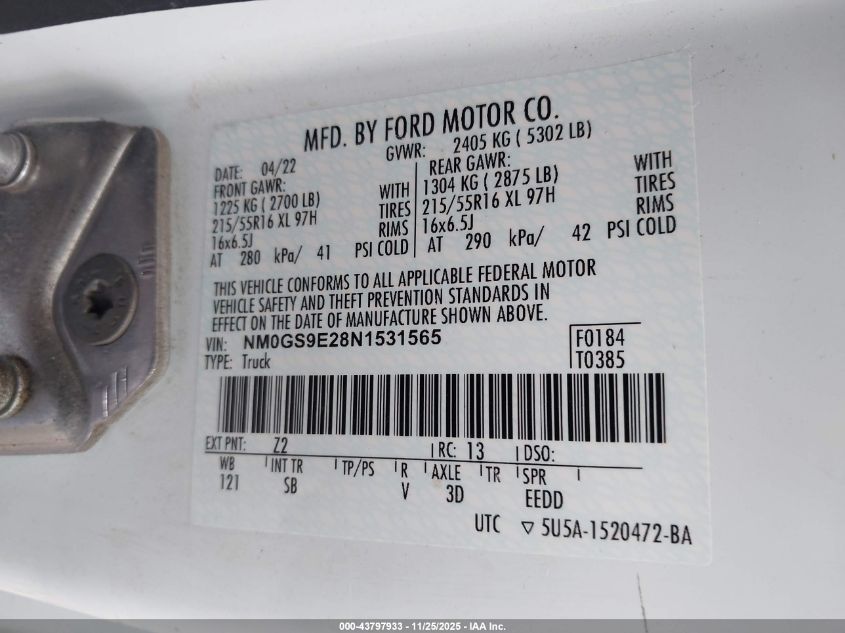 MFD. BY FORD MOTOR CO.
DATE: 04/22 GVWR: 2405 KG ( 5302 LB)
FRONT GAWR: REAR GAWR:
1225 KG ( 2700 LB) WITH 1304 KG ( 2875 LB) WITH
215/55R16 XL 97H TIRES 215/55R16 XL 97H TIRES
16x6.5J RIMS 16x6.5J RIMS
AT 280 kPa/ 41 PSI COLD AT 290 kPa/ 42 PSI COLD
THIS VEHICLE CONFORMS TO ALL APPLICABLE FEDERAL MOTOR
VEHICLE SAFETY AND THEFT PREVENTION STANDARDS IN
EFFECT ON THE DATE OF MANUFACTURE SHOWN ABOVE.
VIN: NM0GS9E28N1531565 F0184
TYPE: Truck T0385
EXT PNT: Z2 RC: 13 DSO:
WB INT TR TP/PS R AXLE TR SPR
121 SB V 3D EEDD
UTC ▽ 5U5A-1520472-BA
000-43797933 - 11/25/2025 - IAA Inc.